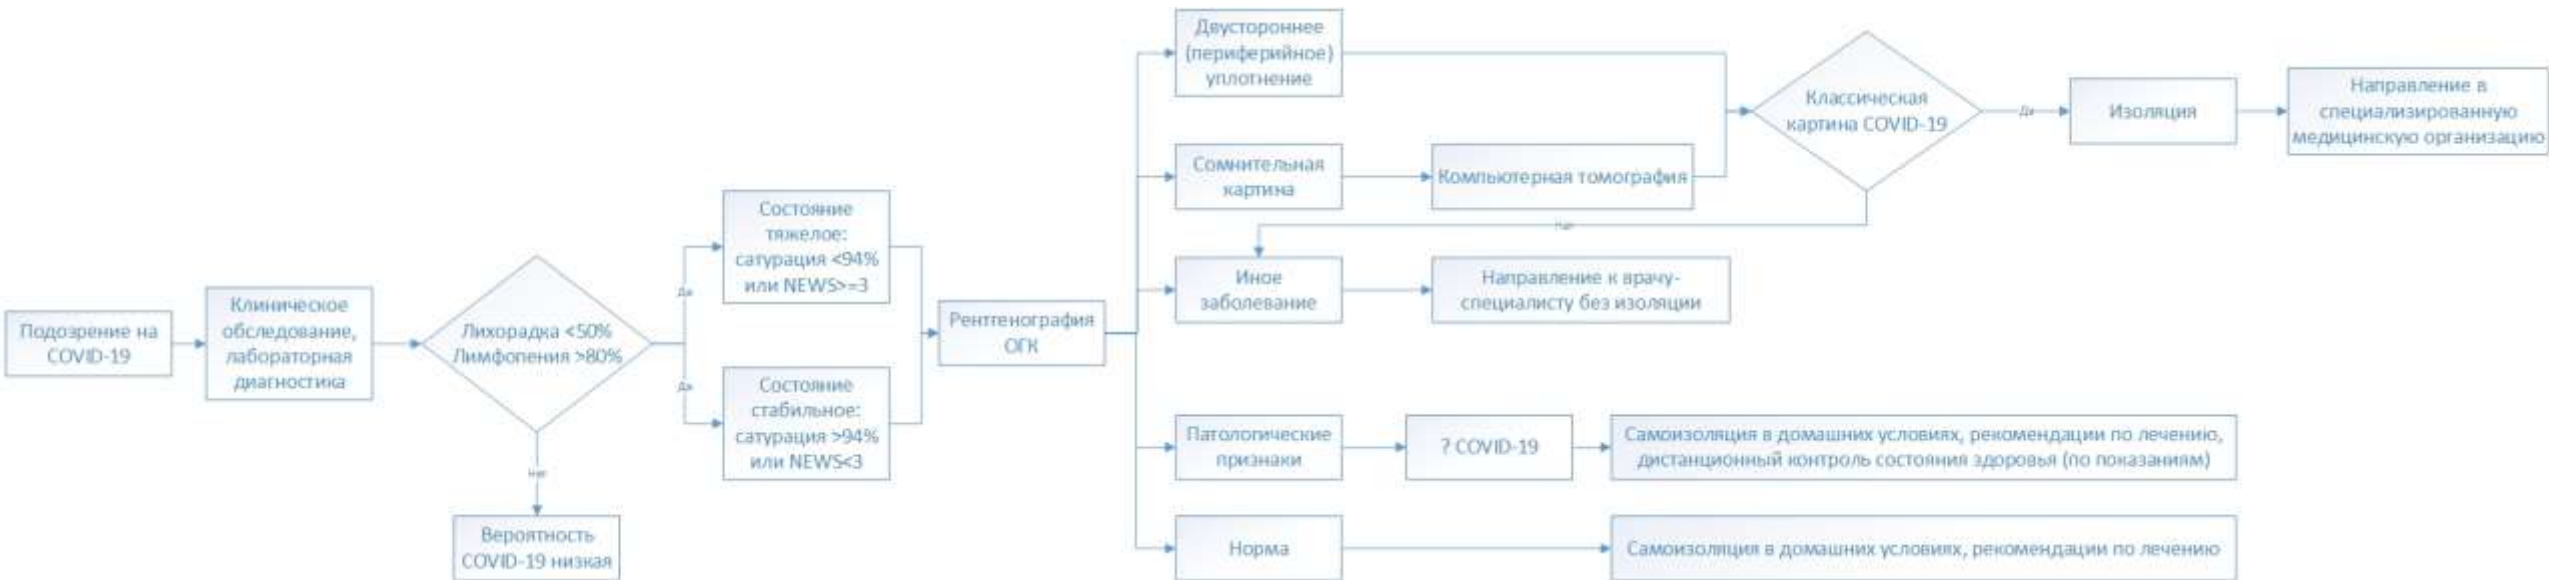 Подозрение на
COVID-19
Клиническое
обследование,
лабораторная
диагностика
Лихорадка <50%
Лимфопения >80%
Да
Да
Нет
Вероятность
COVID-19 низкая
Состояние
тяжелое:
сатурация <94%
или NEWS>=3
Состояние
стабильное:
сатурация >94%
или NEWS<3
Рентгенография
ОГК
Двустороннее
(периферийное)
уплотнение
Сомнительная
картина
Компьютерная томография
Классическая
картина COVID-19
Да
Изоляция
Направление в
специализированную
медицинскую организацию
Нет
Иное
заболевание
Направление к врачу-
специалисту без изоляции
Патологические
признаки
? COVID-19
Самоизоляция в домашних условиях, рекомендации по лечению,
дистанционный контроль состояния здоровья (по показаниям)
Норма
Самоизоляция в домашних условиях, рекомендации по лечению